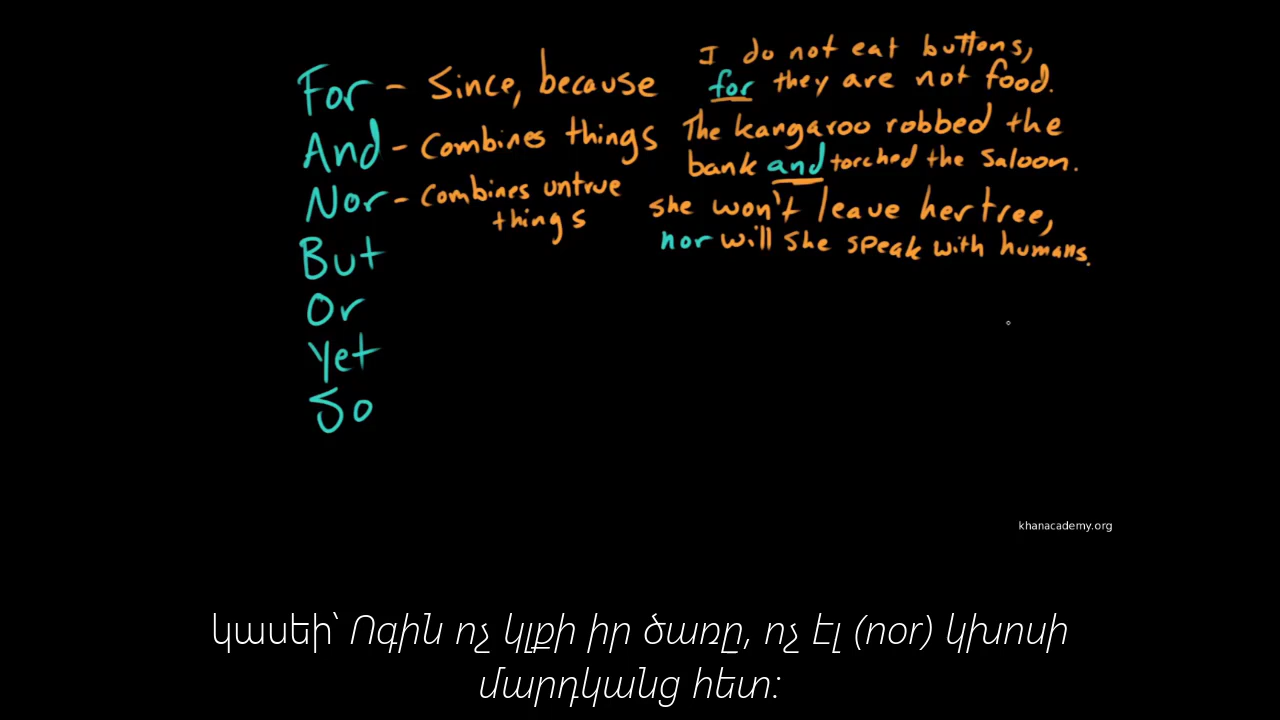 For - Since, because
I do not eat buttons,
for they are not food.
And - Combines things
The kangaroo robbed the
bank and torched the saloon.
Nor - Combines untrue
things
she won't leave her tree,
nor will she speak with humans.
But
Or
Yet
So
khanacademy.org
կասեի՝ Ոգին ոչ կլքի իր ծառը, ոչ էլ (nor) կխոսի
մարդկանց հետ: